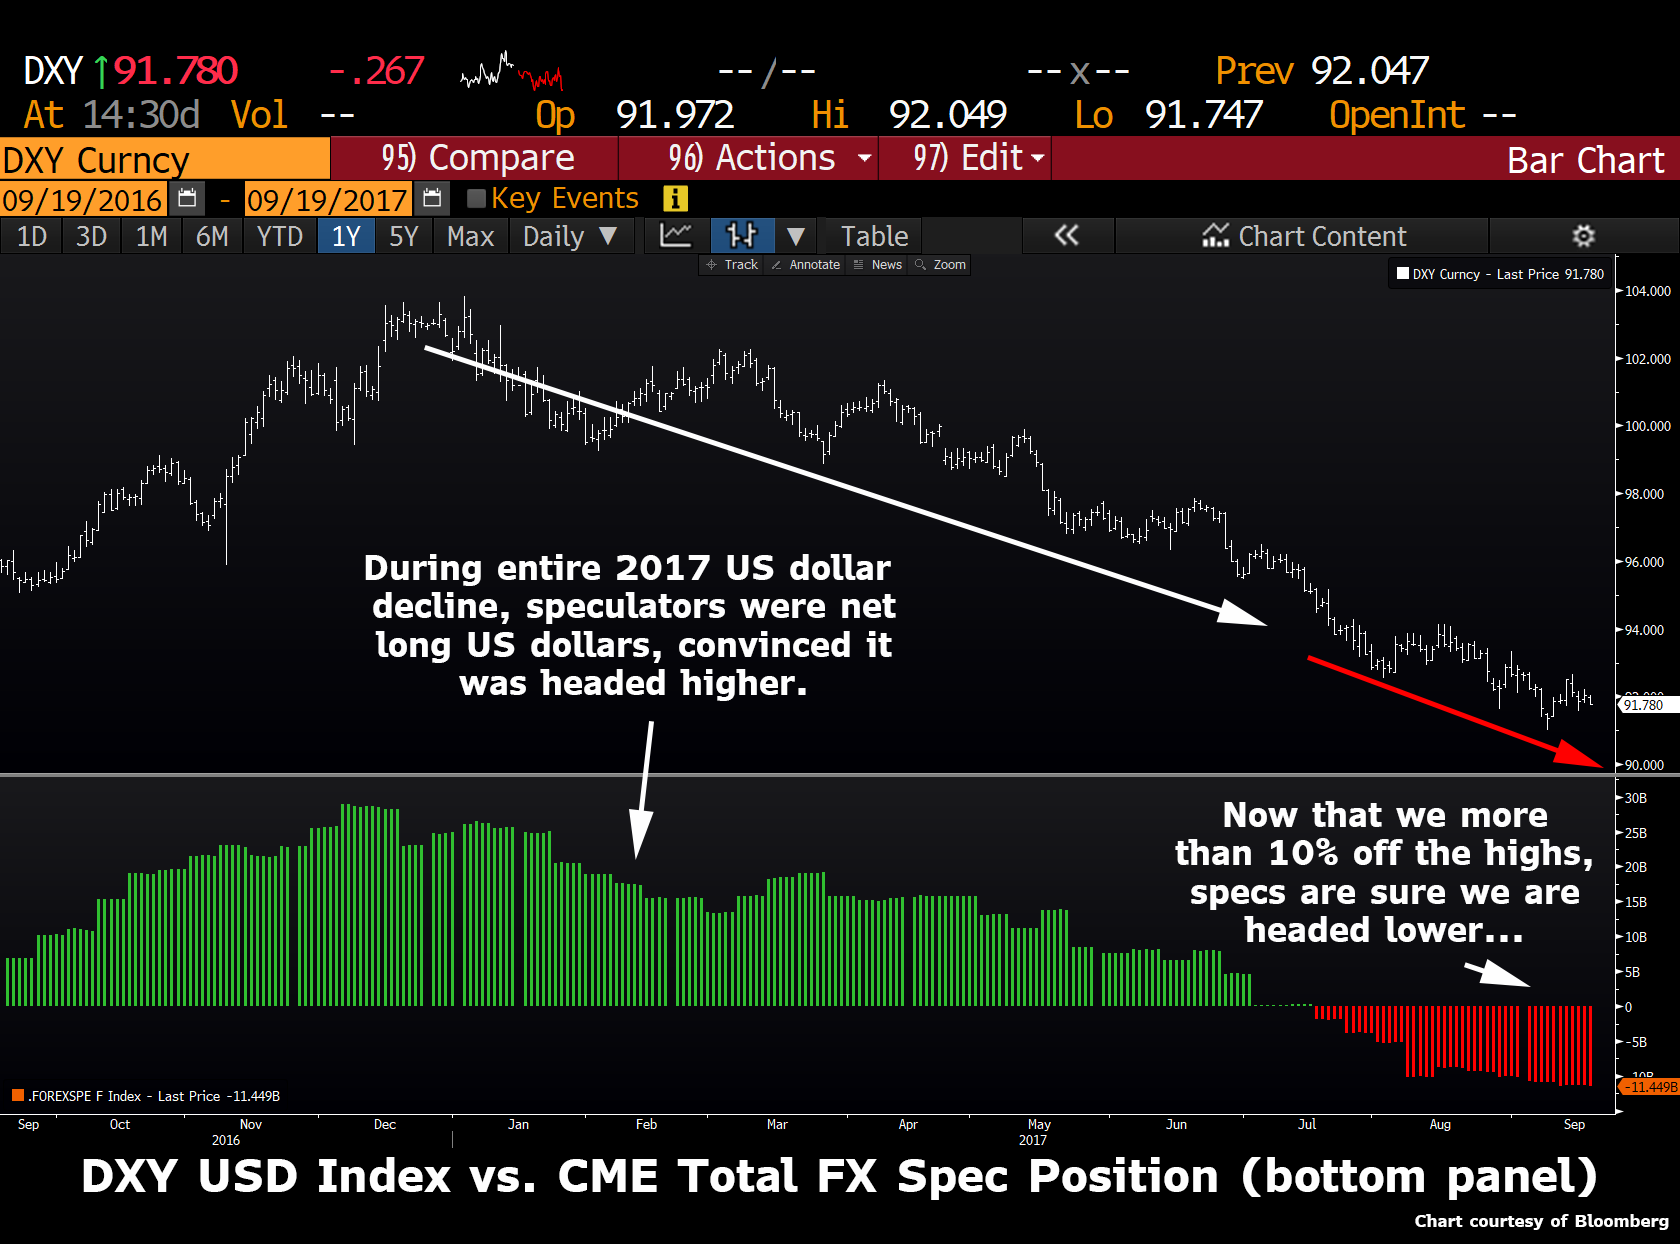 DXY ↑91.780 -.267 --/-- --x-- Prev 92.047
At 14:30d Vol -- Op 91.972 Hi 92.049 Lo 91.747 OpenInt --
DXY Curncy 95) Compare 96) Actions 97) Edit Bar Chart
09/19/2016 - 09/19/2017 Key Events i
1D 3D 1M 6M YTD 1Y 5Y Max Daily ▼ ▼ Table « Chart Content
Track Annotate News Zoom
DXY Curncy - Last Price 91.780
104.000
102.000
100.000
98.000
96.000
94.000
92.000
91.780
90.000
During entire 2017 US dollar
decline, speculators were net
long US dollars, convinced it
was headed higher.
Now that we more
than 10% off the highs,
specs are sure we are
headed lower...
30B
25B
20B
15B
10B
5B
0
-5B
-10B
-11.449B
.FOREXSPE F Index - Last Price -11.449B
Sep Oct Nov Dec Jan Feb Mar Apr May Jun Jul Aug Sep
2016 2017
DXY USD Index vs. CME Total FX Spec Position (bottom panel)
Chart courtesy of Bloomberg